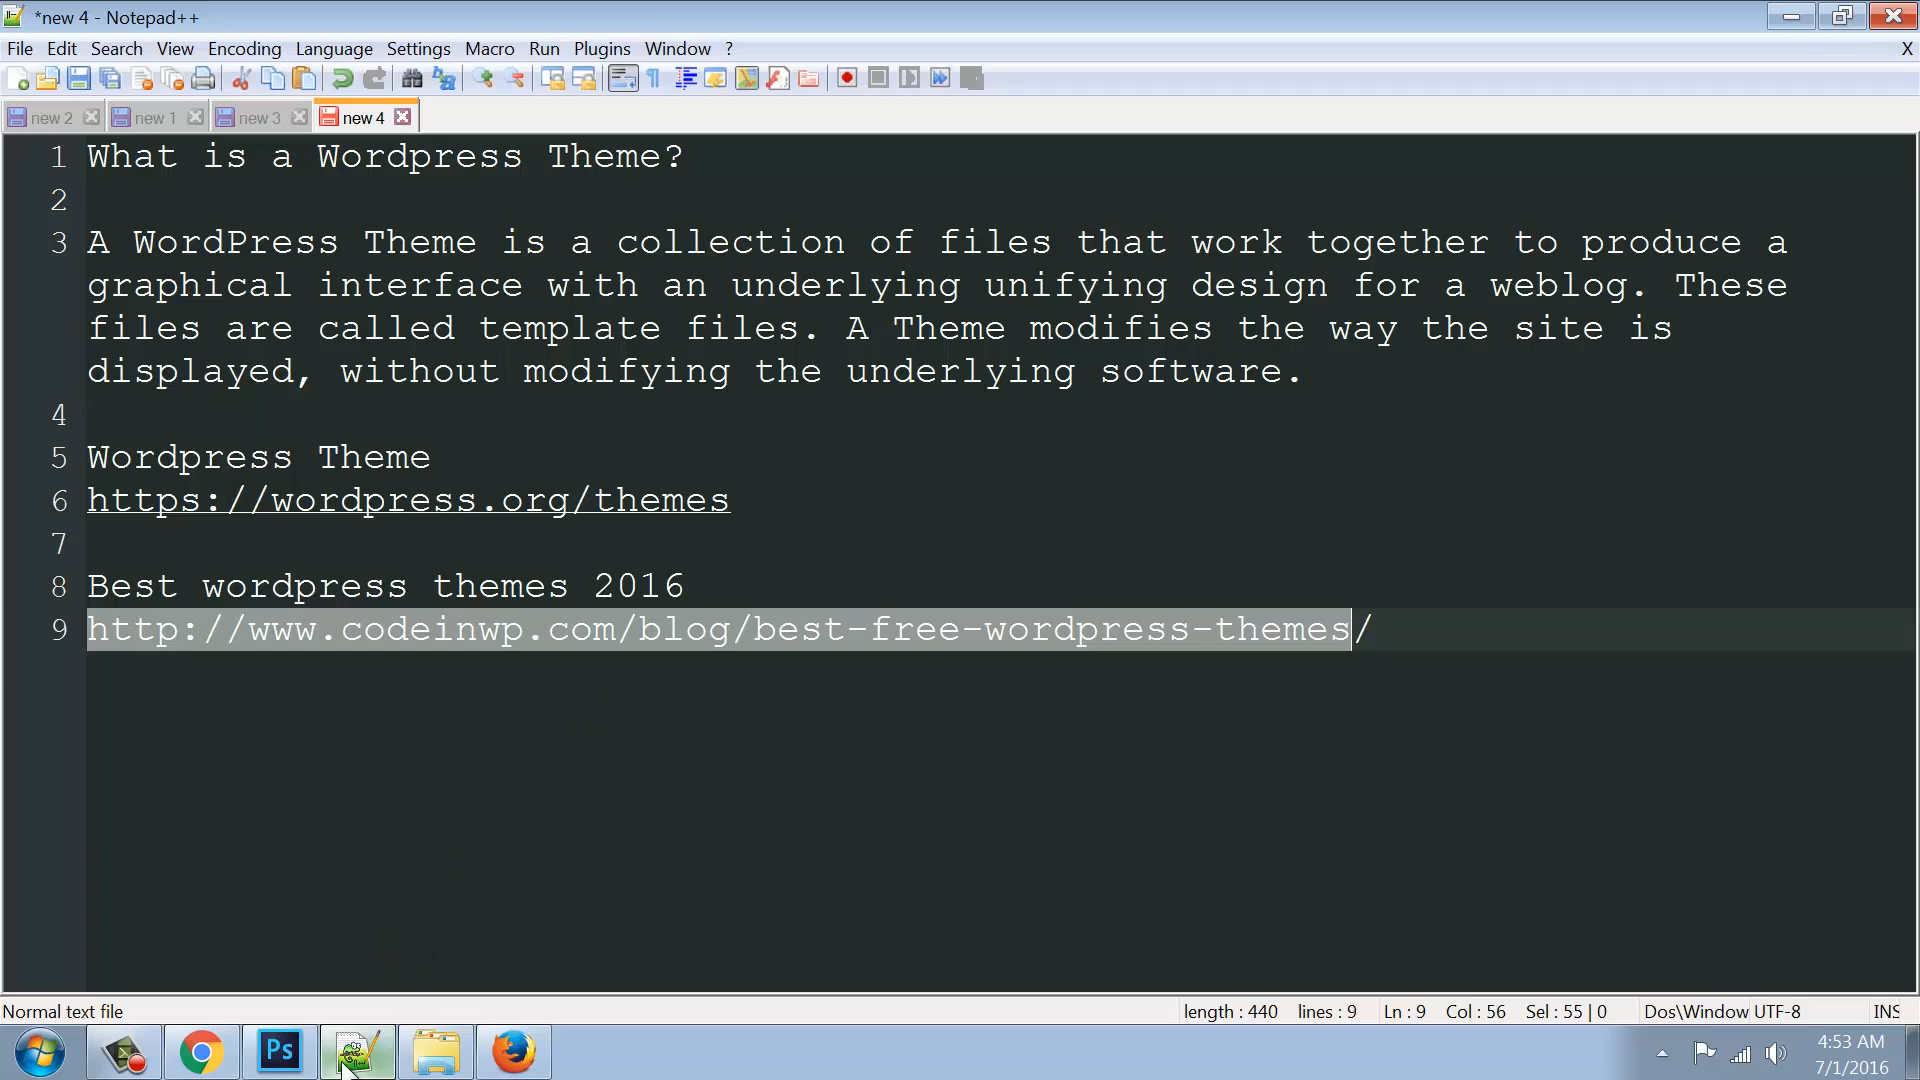 *new 4 - Notepad++
File Edit Search View Encoding Language Settings Macro Run Plugins Window ? X
new 2 new 1 new 3 new 4
1 What is a Wordpress Theme?
2
3 A WordPress Theme is a collection of files that work together to produce a
graphical interface with an underlying unifying design for a weblog. These
files are called template files. A Theme modifies the way the site is
displayed, without modifying the underlying software.
4
5 Wordpress Theme
6 https://wordpress.org/themes
7
8 Best wordpress themes 2016
9 http://www.codeinwp.com/blog/best-free-wordpress-themes/
Normal text file length : 440 lines : 9 Ln : 9 Col : 56 Sel : 55 | 0 Dos\Window UTF-8 INS
Ps
4:53 AM
7/1/2016